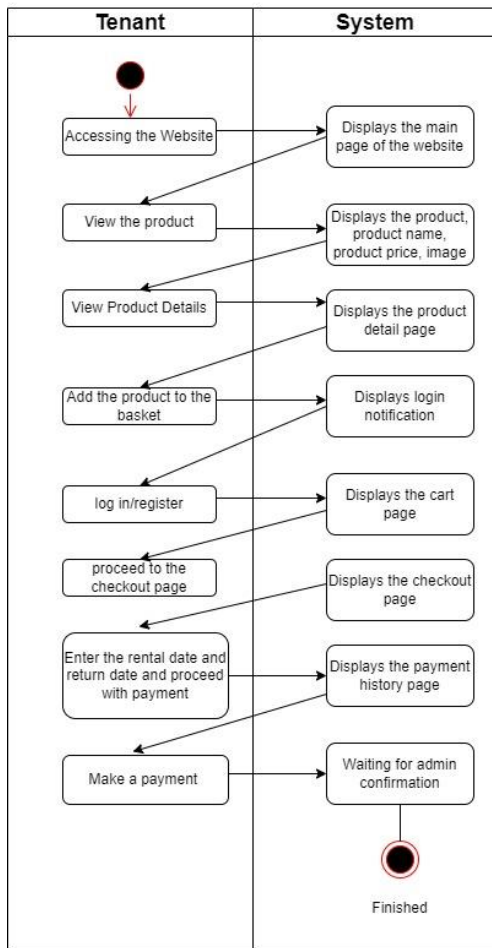 Tenant
System
Accessing the Website
Displays the main
page of the website
View the product
Displays the product,
product name,
product price, image
View Product Details
Displays the product
detail page
Add the product to the
basket
Displays login
notification
log in/register
Displays the cart
page
proceed to the
checkout page
Displays the checkout
page
Enter the rental date and
return date and proceed
with payment
Displays the payment
history page
Make a payment
Waiting for admin
confirmation
Finished